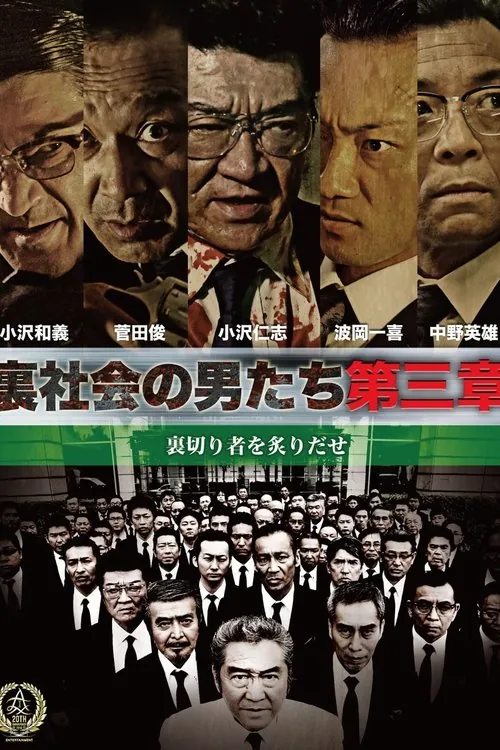 小沢和義
菅田俊
小沢仁志
波岡一喜
中野英雄
裏社会の男たち第三章
裏切り者を炙りだせ
20TH
ENTERTAINMENT